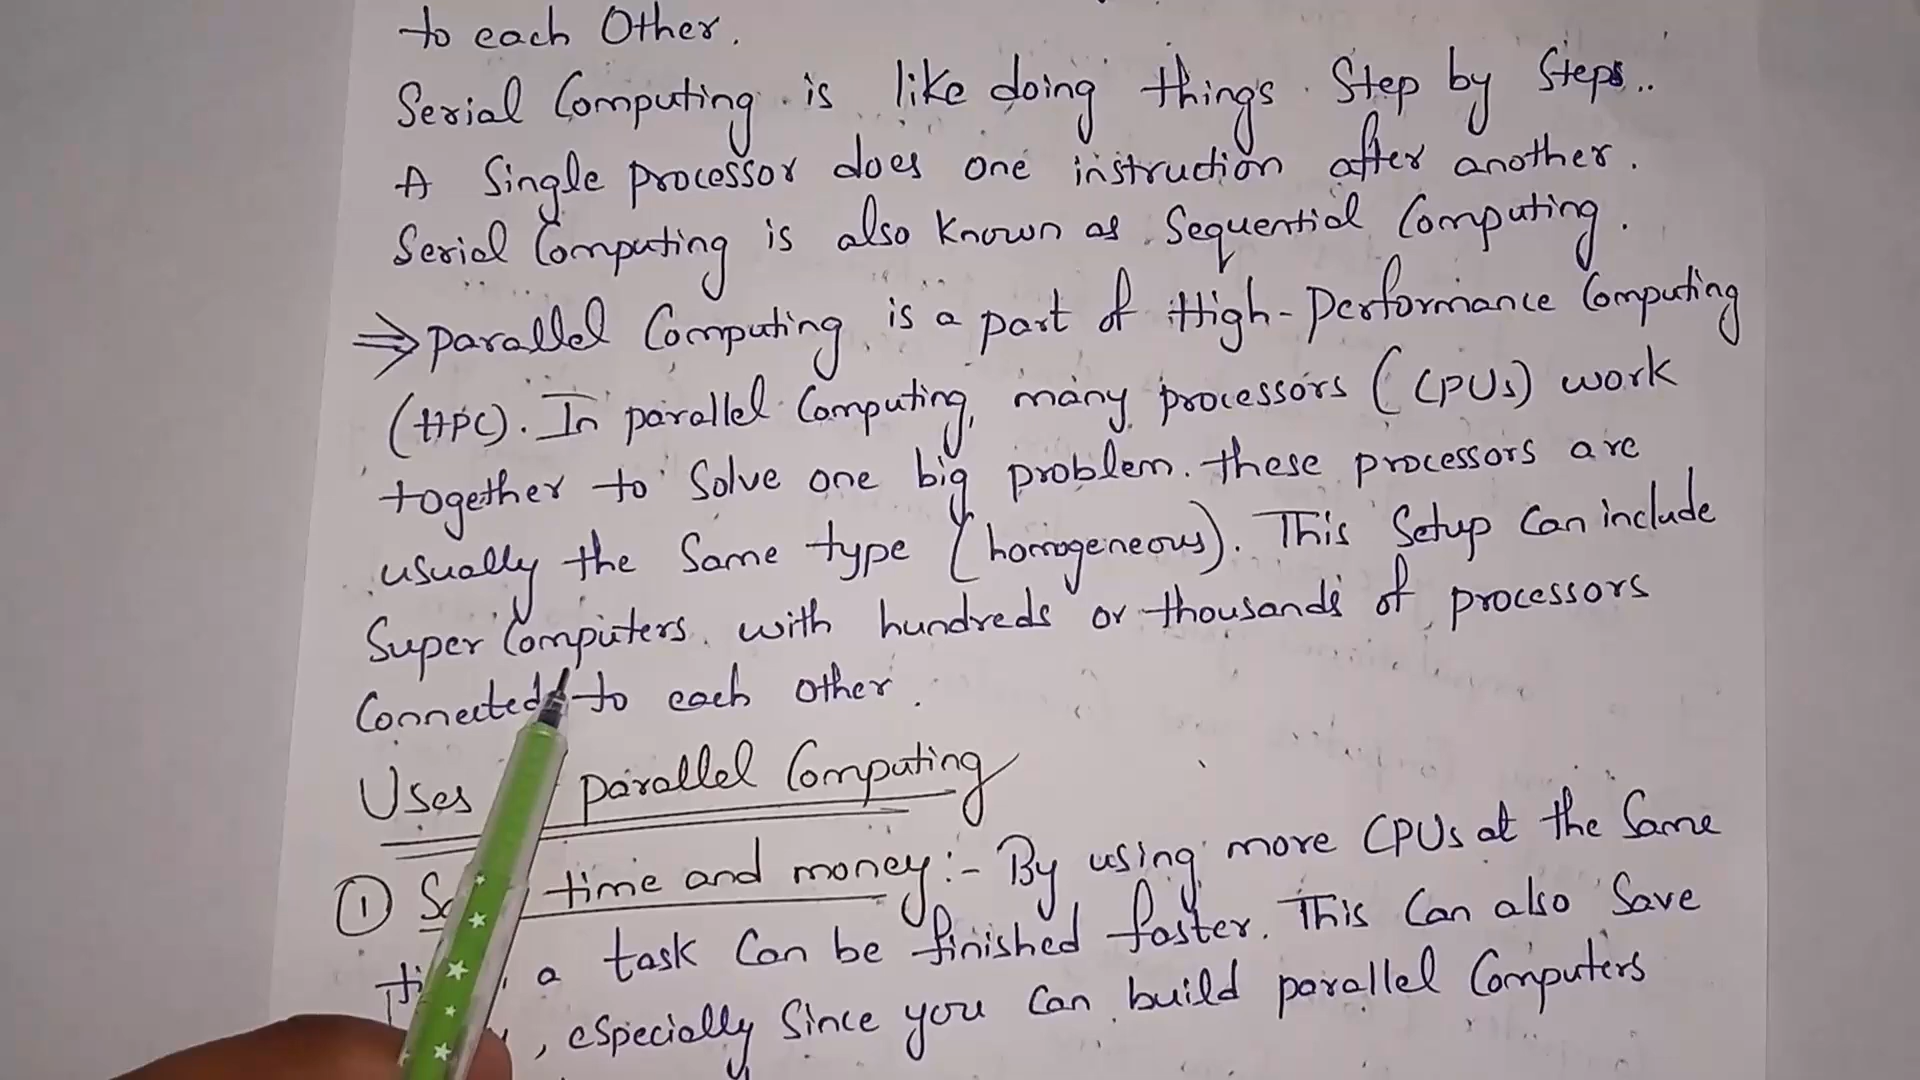 to each Other.
Serial Computing is like doing things Step by Steps..
A Single processor does one instruction after another.
Serial Computing is also known as Sequential Computing.
⇒ parallel Computing is a part of High-Performance Computing
(HPC). In parallel Computing, many processors (CPUs) work
together to Solve one big problem. these processors are
usually the Same type (homogeneous). This Setup Can include
Super Computers with hundreds or thousands of processors
Connected to each other.
Uses parallel Computing
① time and money:- By using more CPUs at the Same
a task Can be finished faster. This Can also Save
, especially Since you Can build parallel Computers